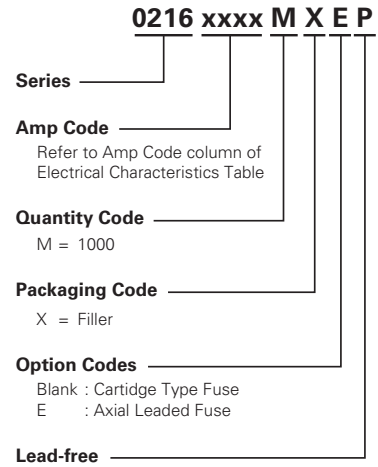 0216 xxxx M X E P
Series
Amp Code
Refer to Amp Code column of
Electrical Characteristics Table
Quantity Code
M = 1000
Packaging Code
X = Filler
Option Codes
Blank : Cartidge Type Fuse
E : Axial Leaded Fuse
Lead-free